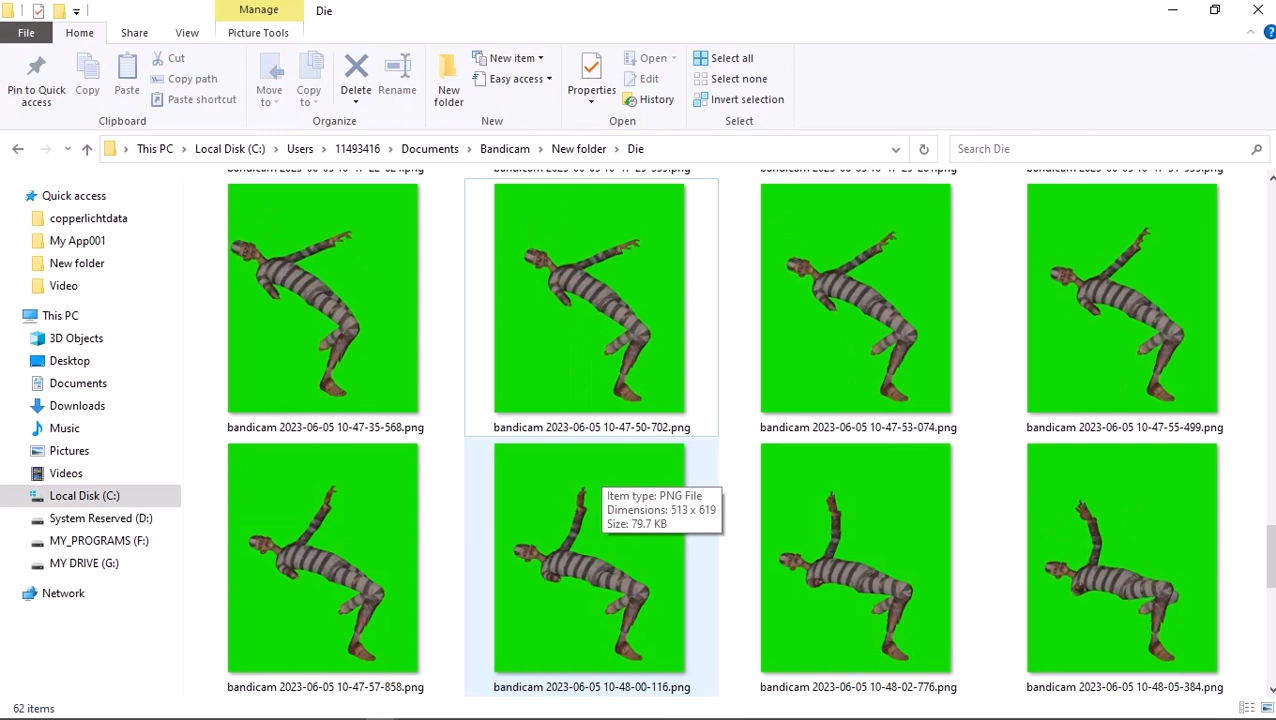 Manage
Die
File
Home
Share
View
Picture Tools
Pin to Quick access
Copy
Paste
Cut
Copy path
Paste shortcut
Clipboard
Move to
Copy to
Delete
Rename
Organize
New folder
New item
Easy access
New
Properties
Open
Edit
History
Open
Select all
Select none
Invert selection
Select
This PC > Local Disk (C:) > Users > 11493416 > Documents > Bandicam > New folder > Die
Search Die
Quick access
copperlichtdata
My App001
New folder
Video
This PC
3D Objects
Desktop
Documents
Downloads
Music
Pictures
Videos
Local Disk (C:)
System Reserved (D:)
MY_PROGRAMS (F:)
MY DRIVE (G:)
Network
bandicam 2023-06-05 10-47-35-568.png
bandicam 2023-06-05 10-47-50-702.png
bandicam 2023-06-05 10-47-53-074.png
bandicam 2023-06-05 10-47-55-499.png
Item type: PNG File
Dimensions: 513 x 619
Size: 79.7 KB
bandicam 2023-06-05 10-47-57-858.png
bandicam 2023-06-05 10-48-00-116.png
bandicam 2023-06-05 10-48-02-776.png
bandicam 2023-06-05 10-48-05-384.png
62 items